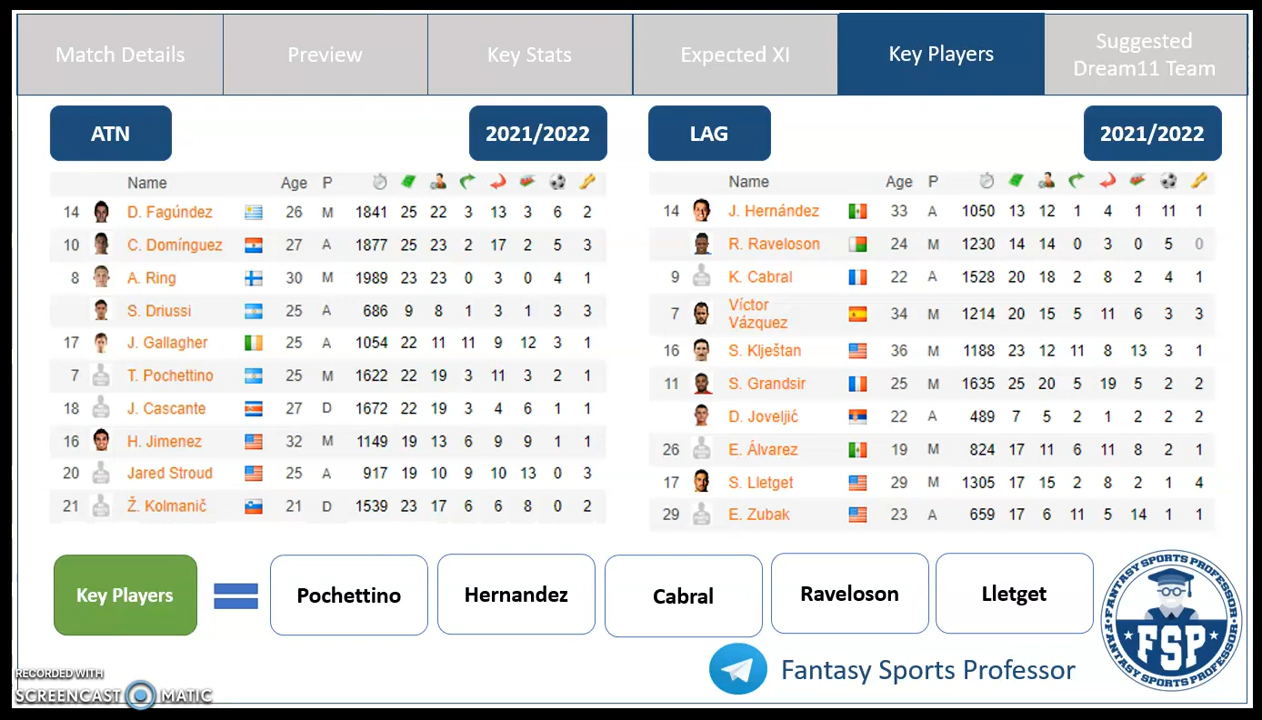 Match Details
Preview
Key Stats
Expected XI
Key Players
Suggested
Dream11 Team
ATN
2021/2022
Name Age P
14 D. Fagúndez 26 M 1841 25 22 3 13 3 6 2
10 C. Domínguez 27 A 1877 25 23 2 17 2 5 3
8 A. Ring 30 M 1989 23 23 0 3 0 4 1
S. Driussi 25 A 686 9 8 1 3 1 3 3
17 J. Gallagher 25 A 1054 22 11 11 9 12 3 1
7 T. Pochettino 25 M 1622 22 19 3 11 3 2 1
18 J. Cascante 27 D 1672 22 19 3 4 6 1 1
16 H. Jimenez 32 M 1149 19 13 6 9 9 1 1
20 Jared Stroud 25 A 917 19 10 9 10 13 0 3
21 Ž. Kolmanič 21 D 1539 23 17 6 6 8 0 2
LAG
2021/2022
Name Age P
14 J. Hernández 33 A 1050 13 12 1 4 1 11 1
R. Raveloson 24 M 1230 14 14 0 3 0 5 0
9 K. Cabral 22 A 1528 20 18 2 8 2 4 1
7 Víctor
Vázquez 34 M 1214 20 15 5 11 6 3 3
16 S. Klještan 36 M 1188 23 12 11 8 13 3 1
11 S. Grandsir 25 M 1635 25 20 5 19 5 2 2
D. Joveljić 22 A 489 7 5 2 1 2 2 2
26 E. Álvarez 19 M 824 17 11 6 11 8 2 1
17 S. Lletget 29 M 1305 17 15 2 8 2 1 4
29 E. Zubak 23 A 659 17 6 11 5 14 1 1
Key Players
Pochettino
Hernandez
Cabral
Raveloson
Lletget
Fantasy Sports Professor
FANTASY SPORTS PROFESSOR
FSP
FANTASY SPORTS PROFESSOR
RECORDED WITH
SCREENCAST MATIC